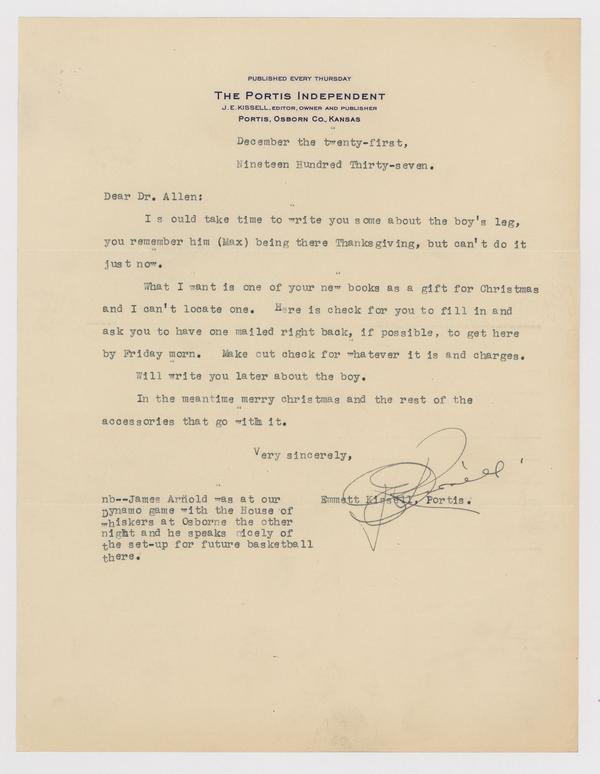 PUBLISHED EVERY THURSDAY
THE PORTIS INDEPENDENT
J. E. KISSELL, EDITOR, OWNER AND PUBLISHER
PORTIS, OSBORN CO., KANSAS
December the twenty-first,
Nineteen Hundred Thirty-seven.
Dear Dr. Allen:
I s ould take time to write you some about the boy's leg,
you remember him (Max) being there Thanksgiving, but can't do it
just now.
What I want is one of your new books as a gift for Christmas
and I can't locate one. Here is check for you to fill in and
ask you to have one mailed right back, if possible, to get here
by Friday morn. Make out check for whatever it is and charges.
Will write you later about the boy.
In the meantime merry christmas and the rest of the
accessories that go with it.
Very sincerely,
Emmett Kissell, Portis.
nb--James Arnold was at our
Dynamo game with the House of
whiskers at Osborne the other
night and he speaks nicely of
the set-up for future basketball
there.